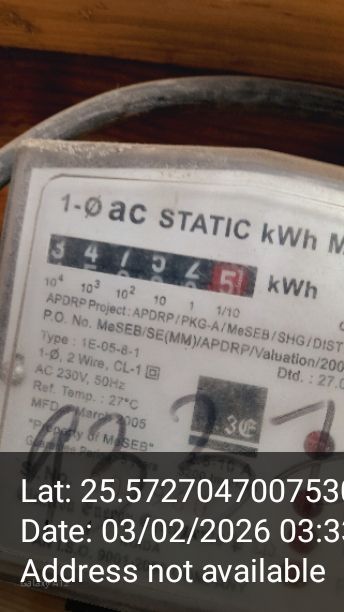 1-Ø ac STATIC kWh M
3 4 7 5 2 5 kWh
10⁴ 10³ 10² 10 1 1/10
APDRP Project: APDRP / PKG-A / MeSEB / SHG / DIST
P.O. No. MeSEB/SE(MM)/APDRP/Valuation/200
Dtd. : 27.0
Type : 1E-05-8-1
1-Ø, 2 Wire, CL-1
AC 230V, 50Hz
Ref. Temp. : 27°C
MFD March 2005
"Property of MeSEB"
Lat: 25.5727047007530
Date: 03/02/2026 03:33
Address not available